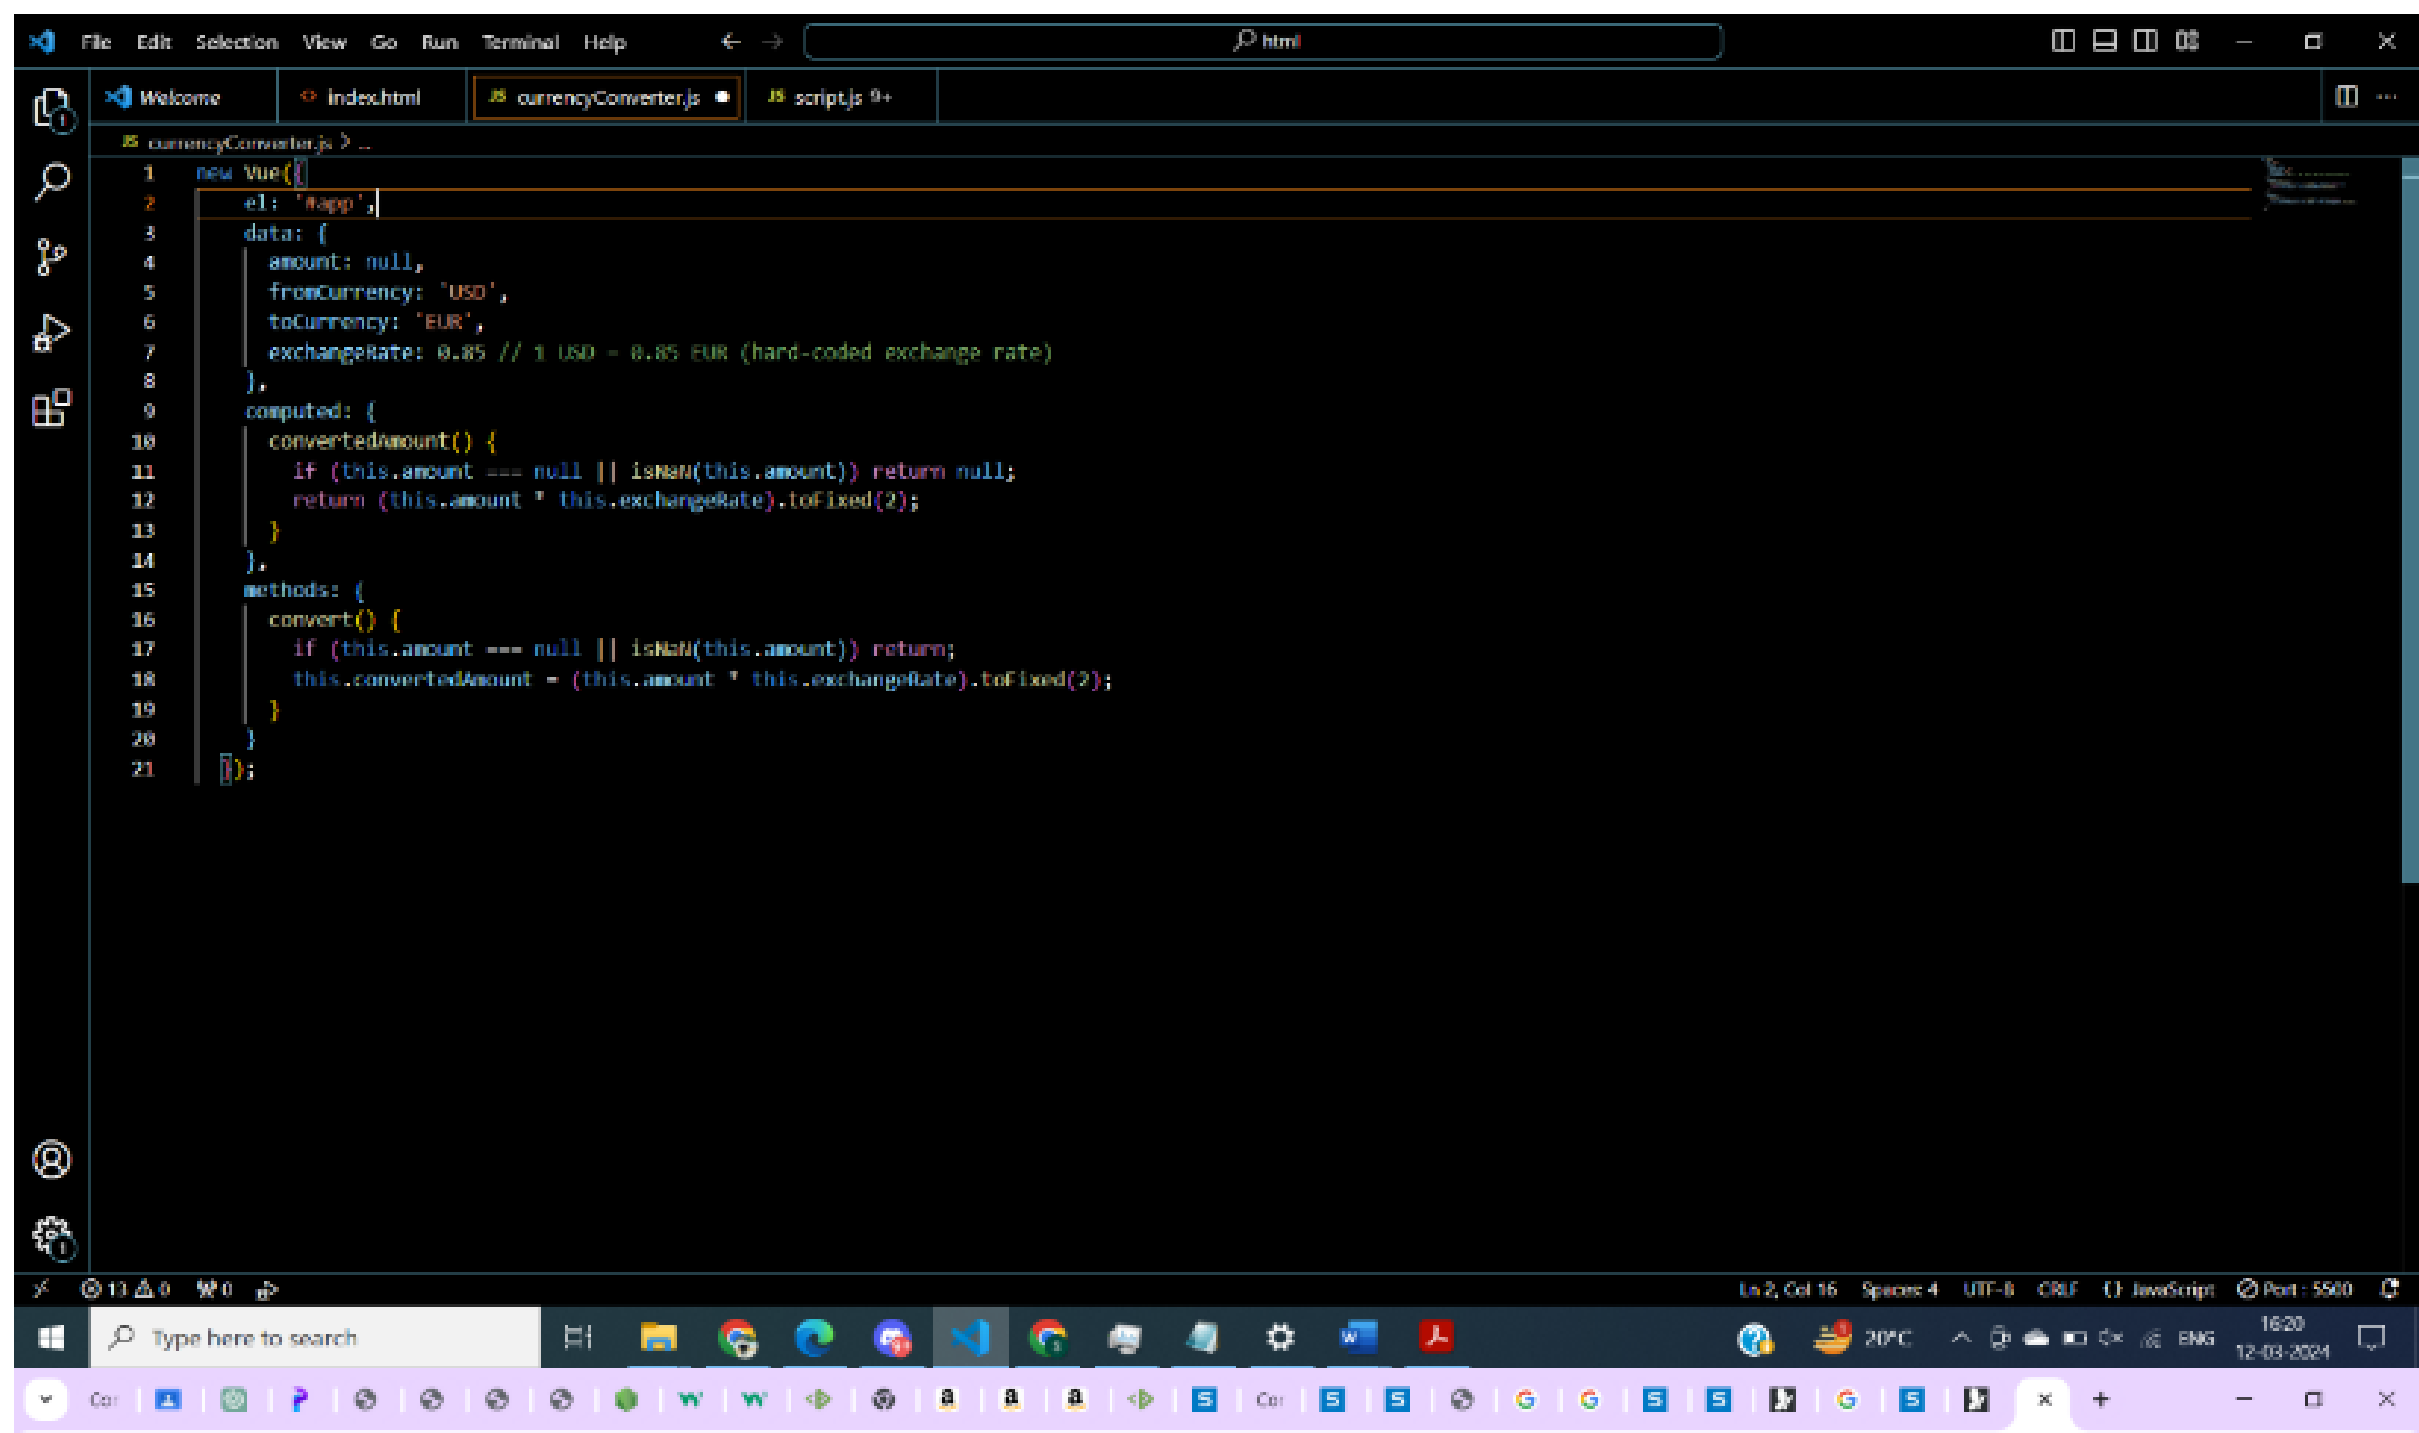 File Edit Selection View Go Run Terminal Help html
Welcome index.html JS currencyConverter.js JS script.js 9+
JS currencyConverter.js > ...
1 new Vue({
2 el: '#app',
3 data: {
4 amount: null,
5 fromCurrency: 'USD',
6 toCurrency: 'EUR',
7 exchangeRate: 0.85 // 1 USD = 0.85 EUR (hard-coded exchange rate)
8 },
9 computed: {
10 convertedAmount() {
11 if (this.amount === null || isNaN(this.amount)) return null;
12 return (this.amount * this.exchangeRate).toFixed(2);
13 }
14 },
15 methods: {
16 convert() {
17 if (this.amount === null || isNaN(this.amount)) return;
18 this.convertedAmount = (this.amount * this.exchangeRate).toFixed(2);
19 }
20 }
21 });
13 0 0 Ln 2, Col 16 Spaces: 4 UTF-8 CRLF {} JavaScript Port : 5500
Type here to search 20°C ENG 16:20
12-03-2024